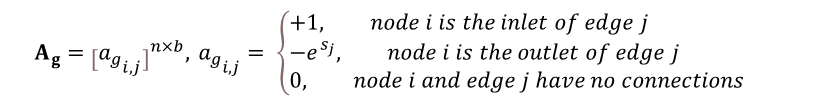 +1, node i is the inlet of edge j
A_g = [a_{g_{i,j}}]^{n×b}, a_{g_{i,j}} = { −e^{s_j}, node i is the outlet of edge j
0, node i and edge j have no connections